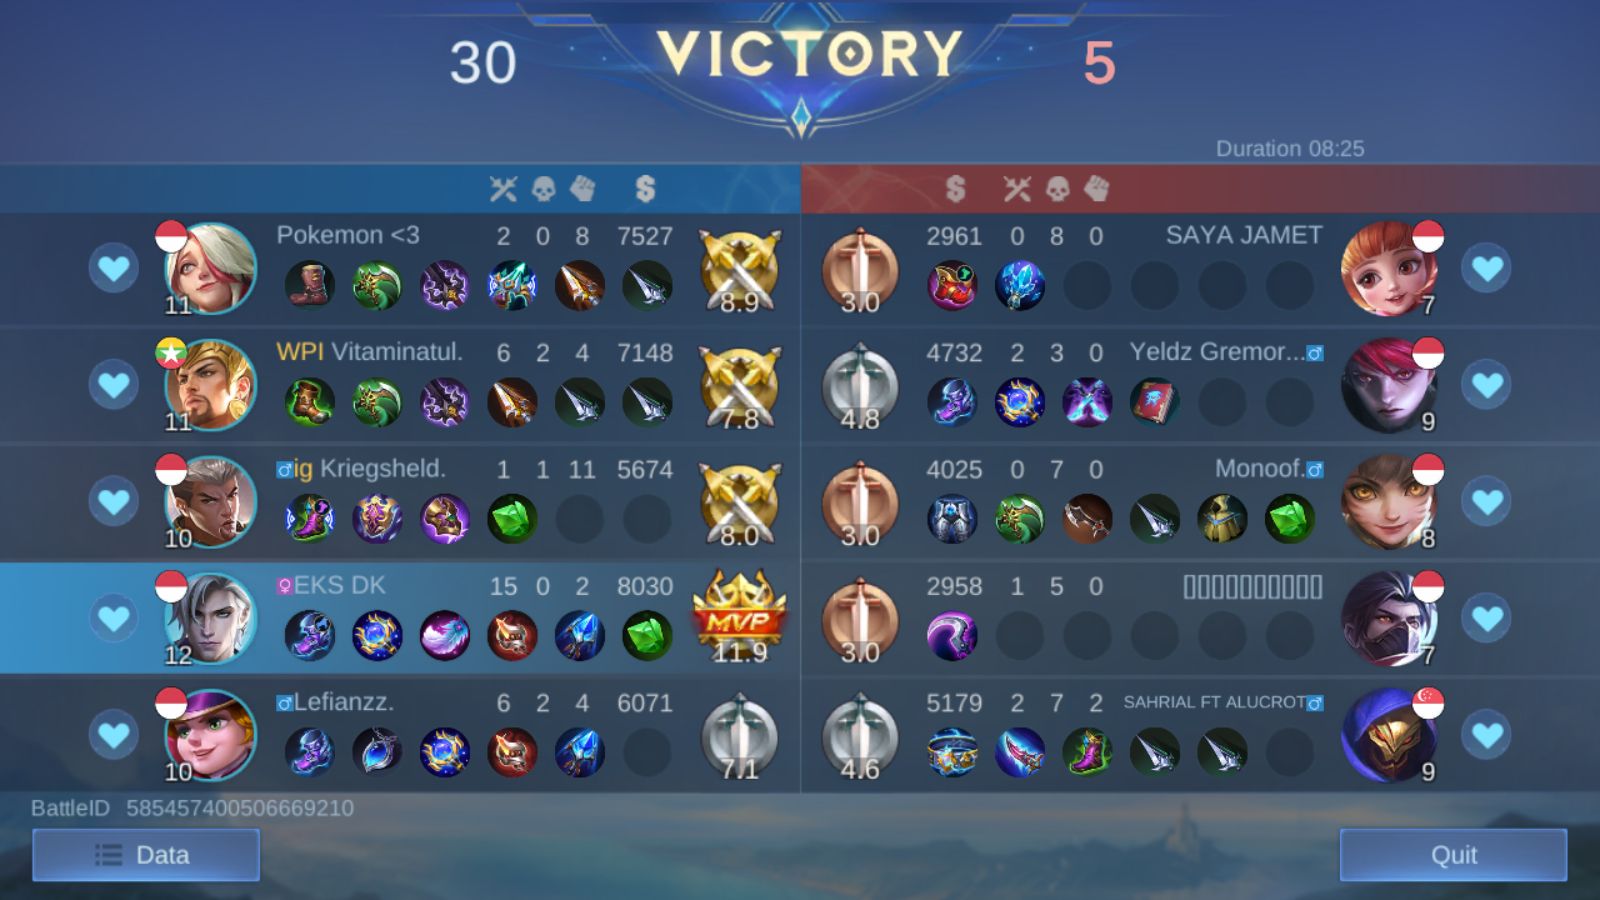 30 VICTORY 5
Duration 08:25
Pokemon <3 2 0 8 7527
11 8.9
3.0 2961 0 8 0 SAYA JAMET
7
WPI Vitaminatul. 6 2 4 7148
11 7.8
4.8 4732 2 3 0 Yeldz Gremor...
9
ig Kriegsheld. 1 1 11 5674
10 8.0
3.0 4025 0 7 0 Monoof.
8
EKS DK 15 0 2 8030
12 MVP 11.9
3.0 2958 1 5 0
7
Lefianzz. 6 2 4 6071
10 7.1
4.6 5179 2 7 2 SAHRIAL FT ALUCROT
9
BattleID 585457400506669210
Data
Quit